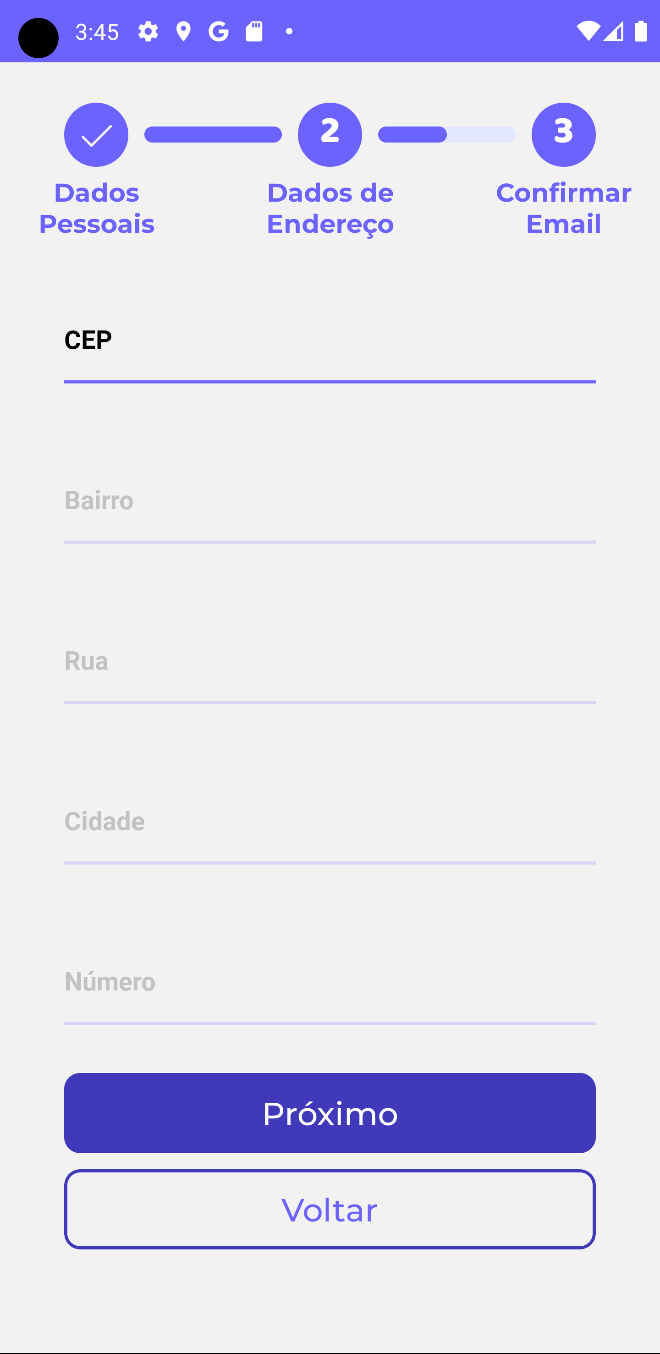 3:45
2
3
Dados
Pessoais
Dados de
Endereço
Confirmar
Email
CEP
Bairro
Rua
Cidade
Número
Próximo
Voltar